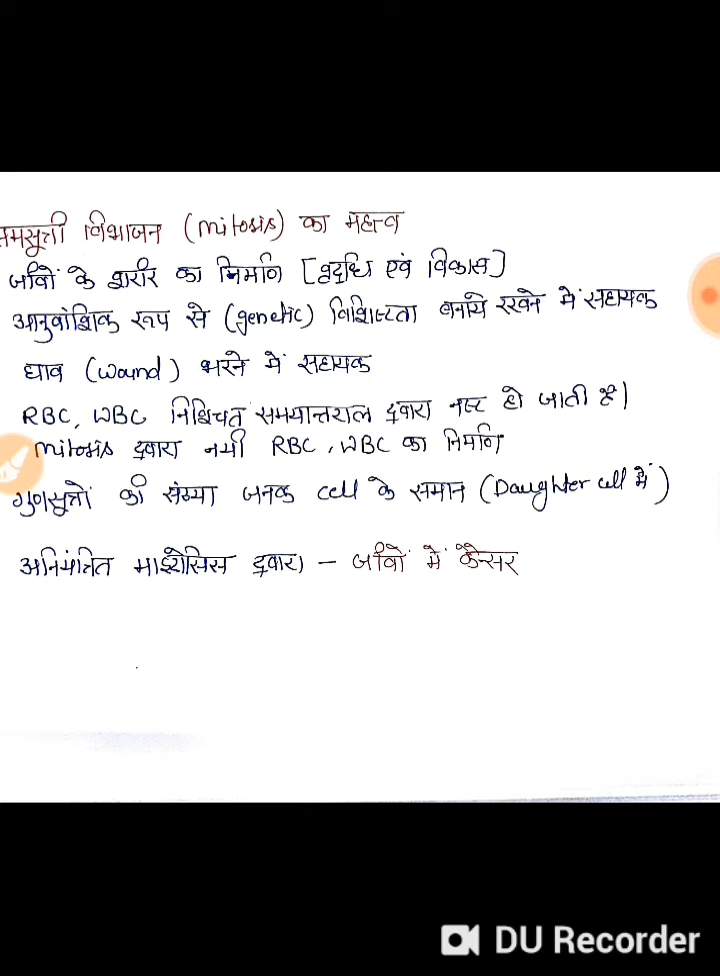 समसूत्री विभाजन (mitosis) का महत्व
जीवों के शरीर का निर्माण [वृद्धि एवं विकास]
आनुवांशिक रूप से (genetic) विशिष्टता बनाये रखने में सहायक
घाव (wound) भरने में सहायक
RBC, WBC निश्चित समयान्तराल द्वारा नष्ट हो जाती है।
mitosis द्वारा नयी RBC, WBC का निर्माण
गुणसूत्रों की संख्या जनक cell के समान (Daughter cell में)
अनियंत्रित माइटोसिस द्वारा – जीवों में कैन्सर
DU Recorder